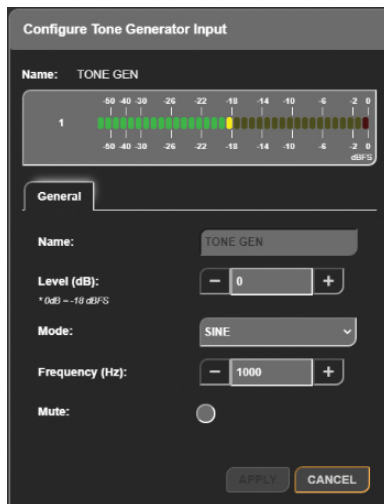 Configure Tone Generator Input
Name: TONE GEN
-50 -40 -30 -26 -22 -18 -14 -10 -6 -2 0
1
-50 -40 -30 -26 -22 -18 -14 -10 -6 -2 0
dBFS
General
Name: TONE GEN
Level (dB): − 0 +
* 0dB = -18 dBFS
Mode: SINE
Frequency (Hz): − 1000 +
Mute:
APPLY CANCEL